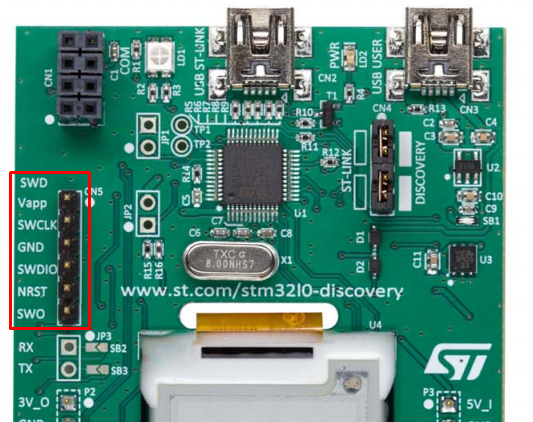 COM
CN1
C1
R1
R2
R3
LD1
USB ST-LINK
CN2
PWR
LD2
R4
USB USER
CN3
R5
R6
R7
R8
R9
R10
T1
R11
R12
R13
CN4
C2
C3
C4
JP1
TP1
TP2
ST-LINK
DISCOVERY
U2
R14
C5
U1
SWD
CN5
Vapp
SWCLK
GND
SWDIO
NRST
SWO
JP2
C6
C7
C8
C10
C9
SB1
D1
D2
C11
U3
R15
R16
TXC G
8.00NHS7
X1
www.st.com/stm32l0-discovery
U4
RX
TX
JP3
SB2
SB3
ST
3V_O
P2
P3
5V_I